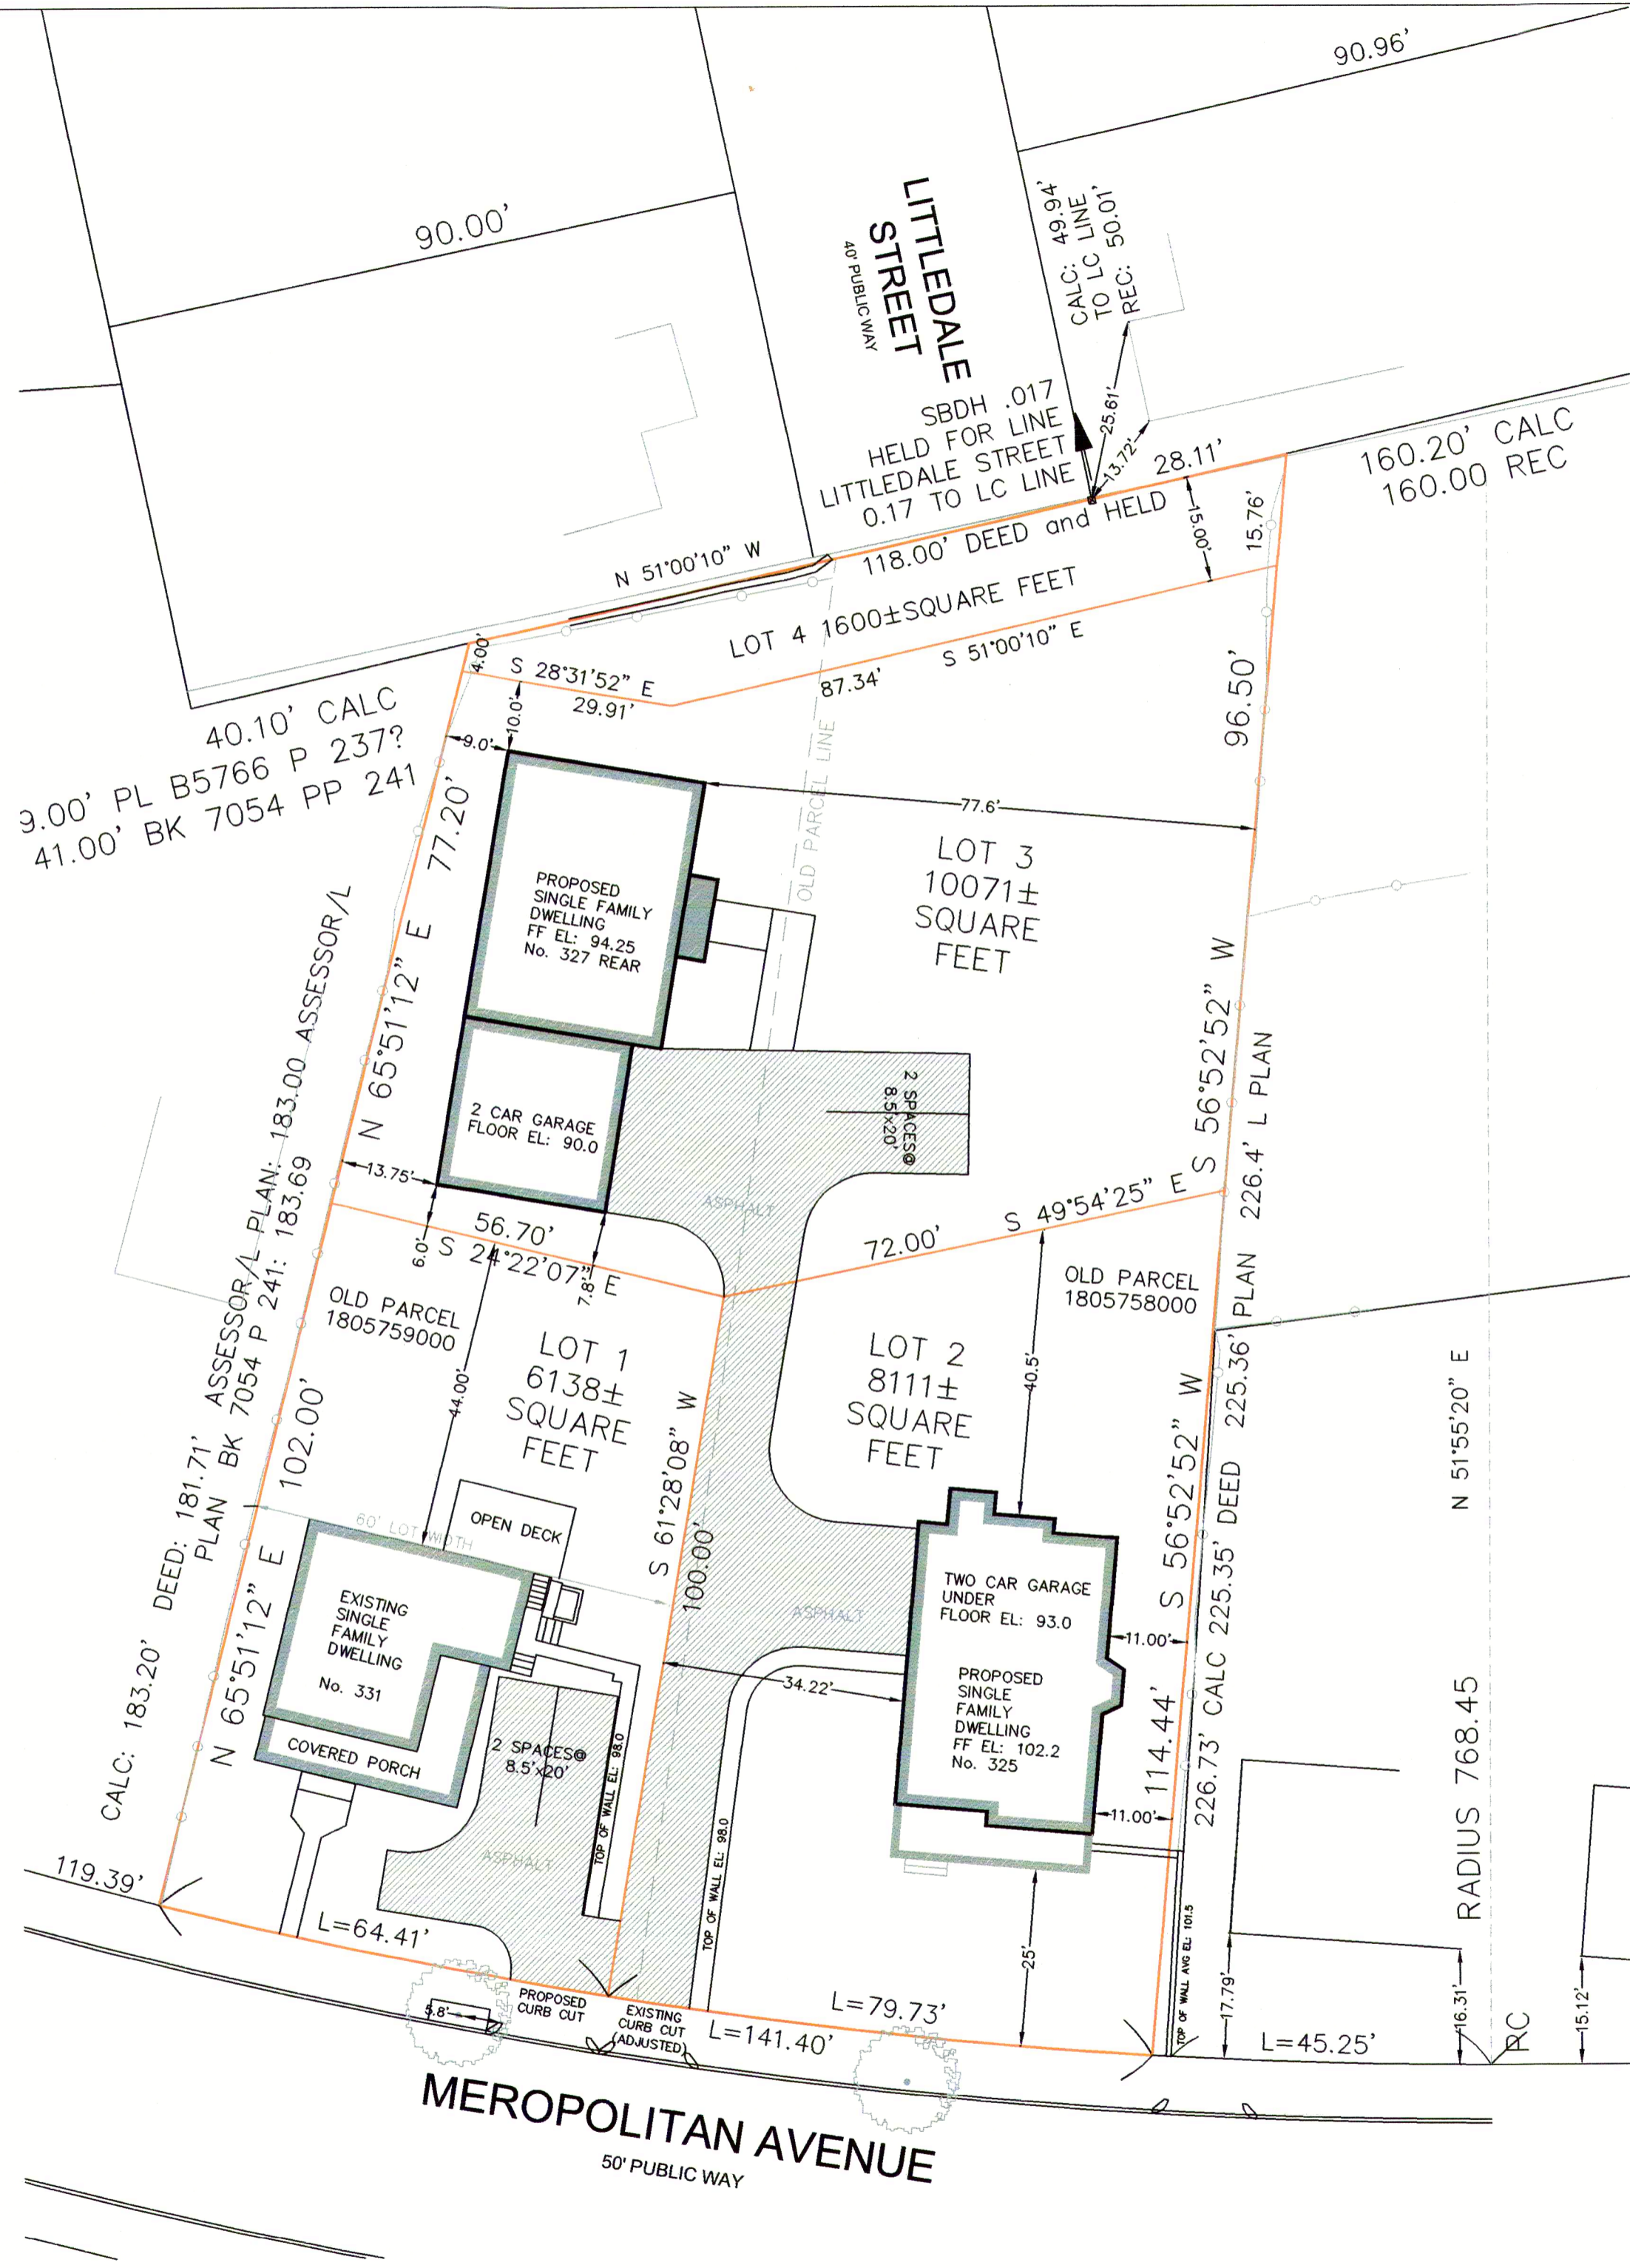 90.96'
90.00'
LITTLEDALE
STREET
40' PUBLIC WAY
CALC: 49.94'
TO LC LINE
REC: 50.01'
SBDH .017
HELD FOR LINE
LITTLEDALE STREET
0.17 TO LC LINE
25.61'
13.72'
28.11'
160.20' CALC
160.00 REC
118.00' DEED and HELD
15.00'
15.76'
N 51°00'10" W
LOT 4 1600±SQUARE FEET
S 51°00'10" E
87.34'
4.00'
S 28°31'52" E
29.91'
10.0'
9.0'
40.10' CALC
9.00' PL B5766 P 237?
41.00' BK 7054 PP 241
77.20'
N 65°51'12" E
96.50'
OLD PARCEL LINE
77.6'
LOT 3
10071±
SQUARE
FEET
PROPOSED
SINGLE FAMILY
DWELLING
FF EL: 94.25
No. 327 REAR
2 CAR GARAGE
FLOOR EL: 90.0
2 SPACES@
8.5'x20'
ASPHALT
S 56°52'52" W
13.75'
6.0'
56.70'
S 24°22'07" E
7.8'
72.00'
S 49°54'25" E
OLD PARCEL
1805759000
OLD PARCEL
1805758000
LOT 1
6138±
SQUARE
FEET
LOT 2
8111±
SQUARE
FEET
44.00'
40.5'
CALC: 183.20' DEED: 181.71' ASSESSOR/L PLAN: 183.00 ASSESSOR/L
PLAN BK 7054 P 241: 183.69
102.00'
N 65°51'12" E
60' LOT WIDTH
OPEN DECK
S 61°28'08" W
100.00'
EXISTING
SINGLE
FAMILY
DWELLING
No. 331
COVERED PORCH
2 SPACES@
8.5'x20'
ASPHALT
TOP OF WALL EL: 98.0
ASPHALT
34.22'
TOP OF WALL EL: 98.0
TWO CAR GARAGE
UNDER
FLOOR EL: 93.0
PROPOSED
SINGLE
FAMILY
DWELLING
FF EL: 102.2
No. 325
11.00'
11.00'
S 56°52'52" W
114.44'
226.73' CALC 225.35' DEED 225.36' PLAN 226.4' L PLAN
N 51°55'20" E
RADIUS 768.45
TOP OF WALL AVG EL: 101.5
25'
17.79'
16.31'
15.12'
RC
119.39'
L=64.41'
5.8'
PROPOSED
CURB CUT
EXISTING
CURB CUT
(ADJUSTED)
L=141.40'
L=79.73'
L=45.25'
MEROPOLITAN AVENUE
50' PUBLIC WAY